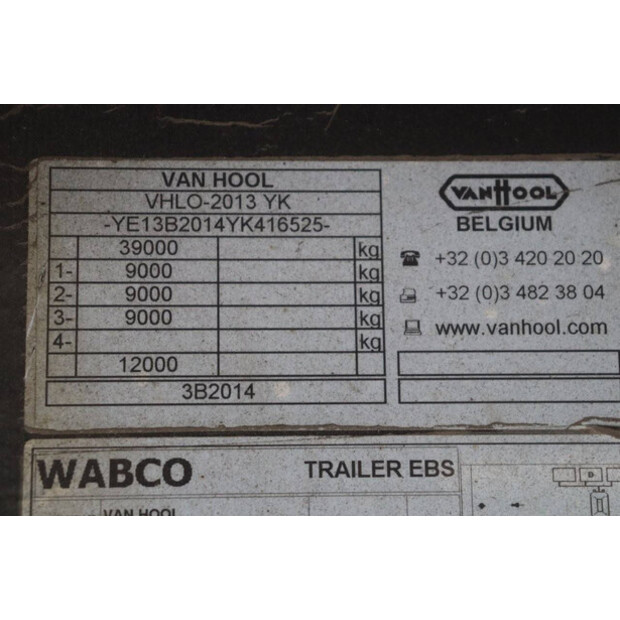 VAN HOOL
VHLO-2013 YK
-YE13B2014YK416525-
39000 kg
1- 9000 kg
2- 9000 kg
3- 9000 kg
4- kg
12000
3B2014
VANHOOL
BELGIUM
+32 (0)3 420 20 20
+32 (0)3 482 38 04
www.vanhool.com
WABCO TRAILER EBS
VAN HOOL